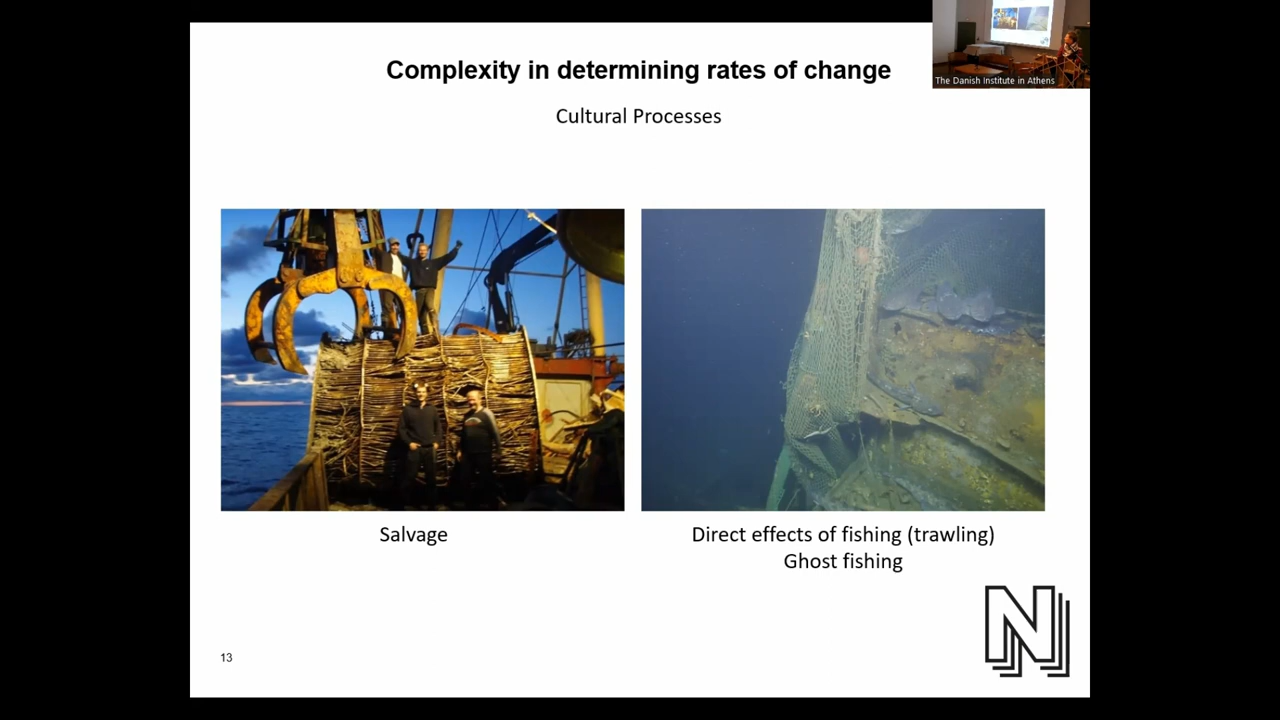 Complexity in determining rates of change
The Danish Institute in Athens
Cultural Processes
Salvage
Direct effects of fishing (trawling)
Ghost fishing
N
13